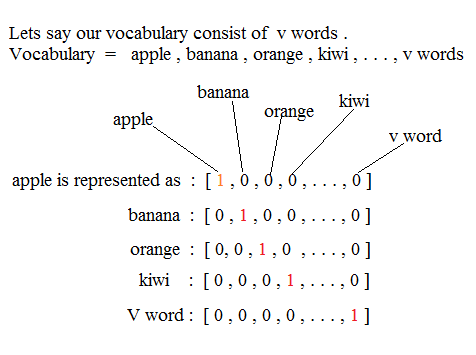 Lets say our vocabulary consist of v words .
Vocabulary = apple , banana , orange , kiwi , . . . , v words
banana
kiwi
orange
apple
v word
apple is represented as : [ 1 , 0 , 0 , 0 , . . . , 0 ]
banana : [ 0 , 1 , 0 , 0 , . . . , 0 ]
orange : [ 0, 0 , 1 , 0 , . . . , 0 ]
kiwi : [ 0 , 0 , 0 , 1 , . . . , 0 ]
V word : [ 0 , 0 , 0 , 0 , . . . , 1 ]